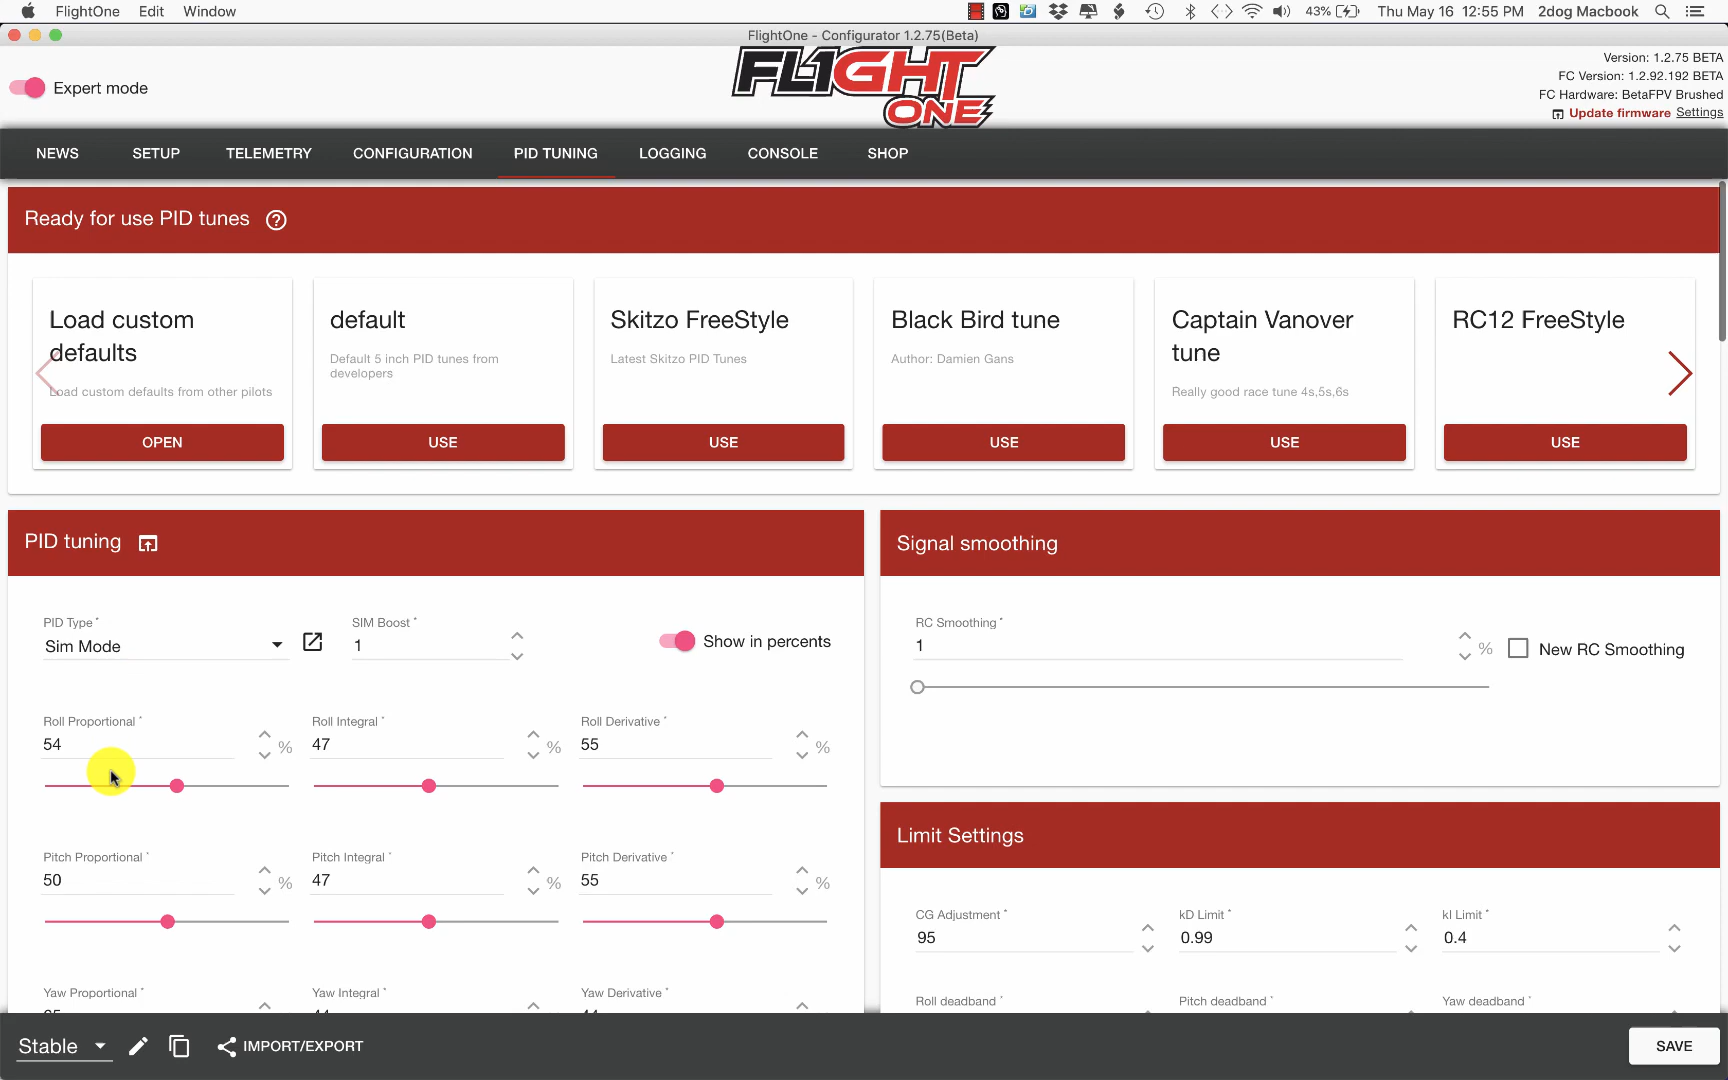 FlightOne Edit Window
43% Thu May 16 12:55 PM 2dog Macbook
FlightOne - Configurator 1.2.75(Beta)
Expert mode
FL1GHT
ONE
Version: 1.2.75 BETA
FC Version: 1.2.92.192 BETA
FC Hardware: BetaFPV Brushed
Update firmware Settings
NEWS SETUP TELEMETRY CONFIGURATION PID TUNING LOGGING CONSOLE SHOP
Ready for use PID tunes
Load custom defaults
Load custom defaults from other pilots
OPEN
default
Default 5 inch PID tunes from developers
USE
Skitzo FreeStyle
Latest Skitzo PID Tunes
USE
Black Bird tune
Author: Damien Gans
USE
Captain Vanover tune
Really good race tune 4s,5s,6s
USE
RC12 FreeStyle
USE
PID tuning
PID Type *
Sim Mode
SIM Boost *
1
Show in percents
Roll Proportional *
54 %
Roll Integral *
47 %
Roll Derivative *
55 %
Pitch Proportional *
50 %
Pitch Integral *
47 %
Pitch Derivative *
55 %
Yaw Proportional *
Yaw Integral *
Yaw Derivative *
Signal smoothing
RC Smoothing *
1 %
New RC Smoothing
Limit Settings
CG Adjustment *
95
kD Limit *
0.99
kI Limit *
0.4
Roll deadband *
Pitch deadband *
Yaw deadband *
Stable IMPORT/EXPORT SAVE